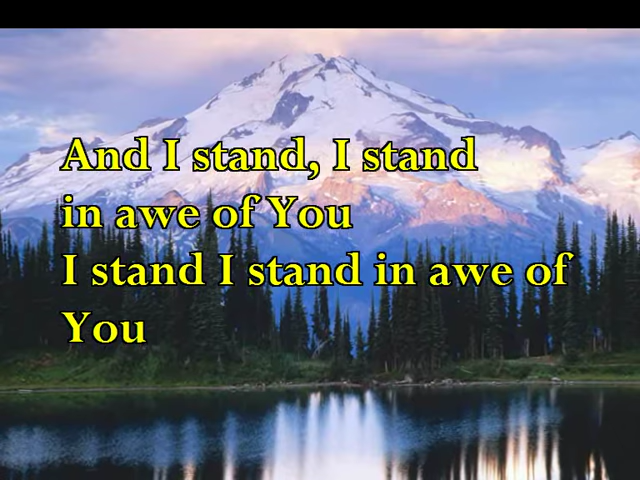 And I stand, I stand
in awe of You
I stand I stand in awe of
You